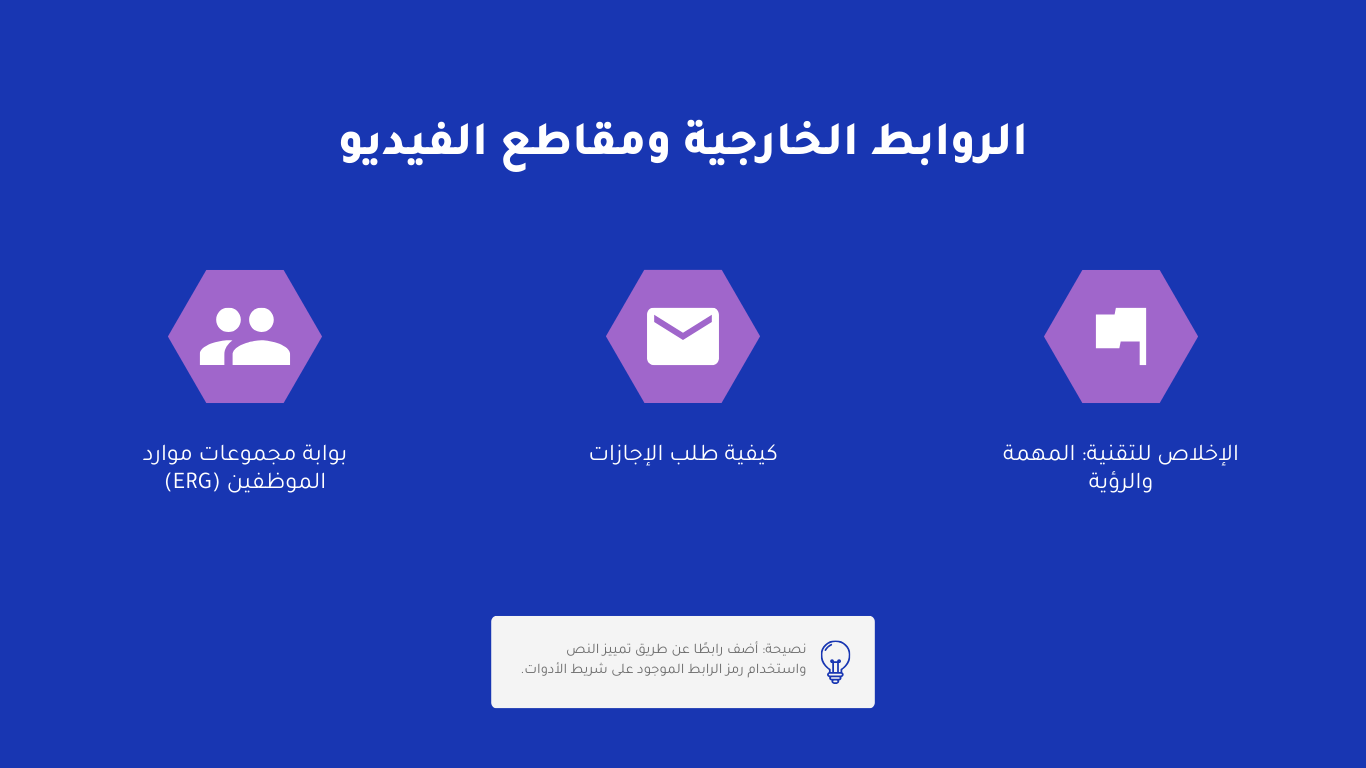 الروابط الخارجية ومقاطع الفيديو
الإخلاص للتقنية: المهمة
والرؤية
كيفية طلب الإجازات
بوابة مجموعات موارد
الموظفين (ERG)
نصيحة: أضف رابطًا عن طريق تمييز النص
واستخدام رمز الرابط الموجود على شريط الأدوات.